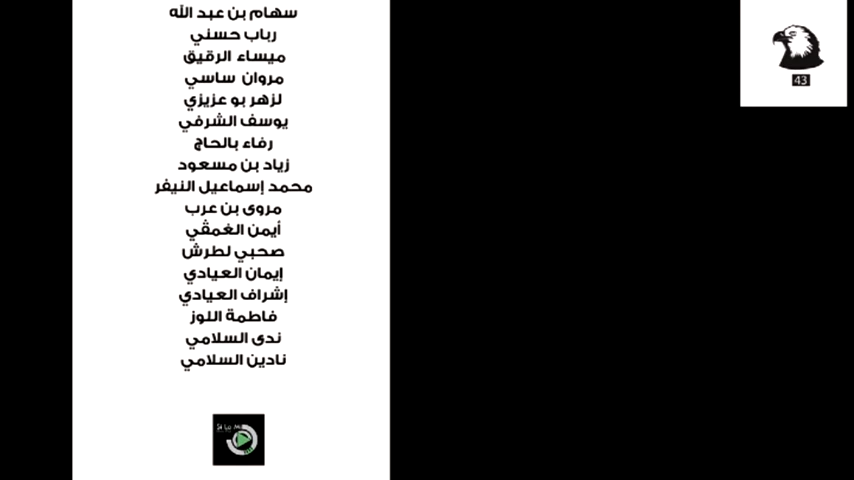 سهام بن عبد الله
رباب حسني
ميساء الرقيق
مروان ساسي
لزهر بو عزيزي
يوسف الشرفي
رفاء بالحاج
زياد بن مسعود
محمد إسماعيل النيفر
مروى بن عرب
أيمن الغمڤي
صحبي لطرش
إيمان العيادي
إشراف العيادي
فاطمة اللوز
ندى السلامي
نادين السلامي
43